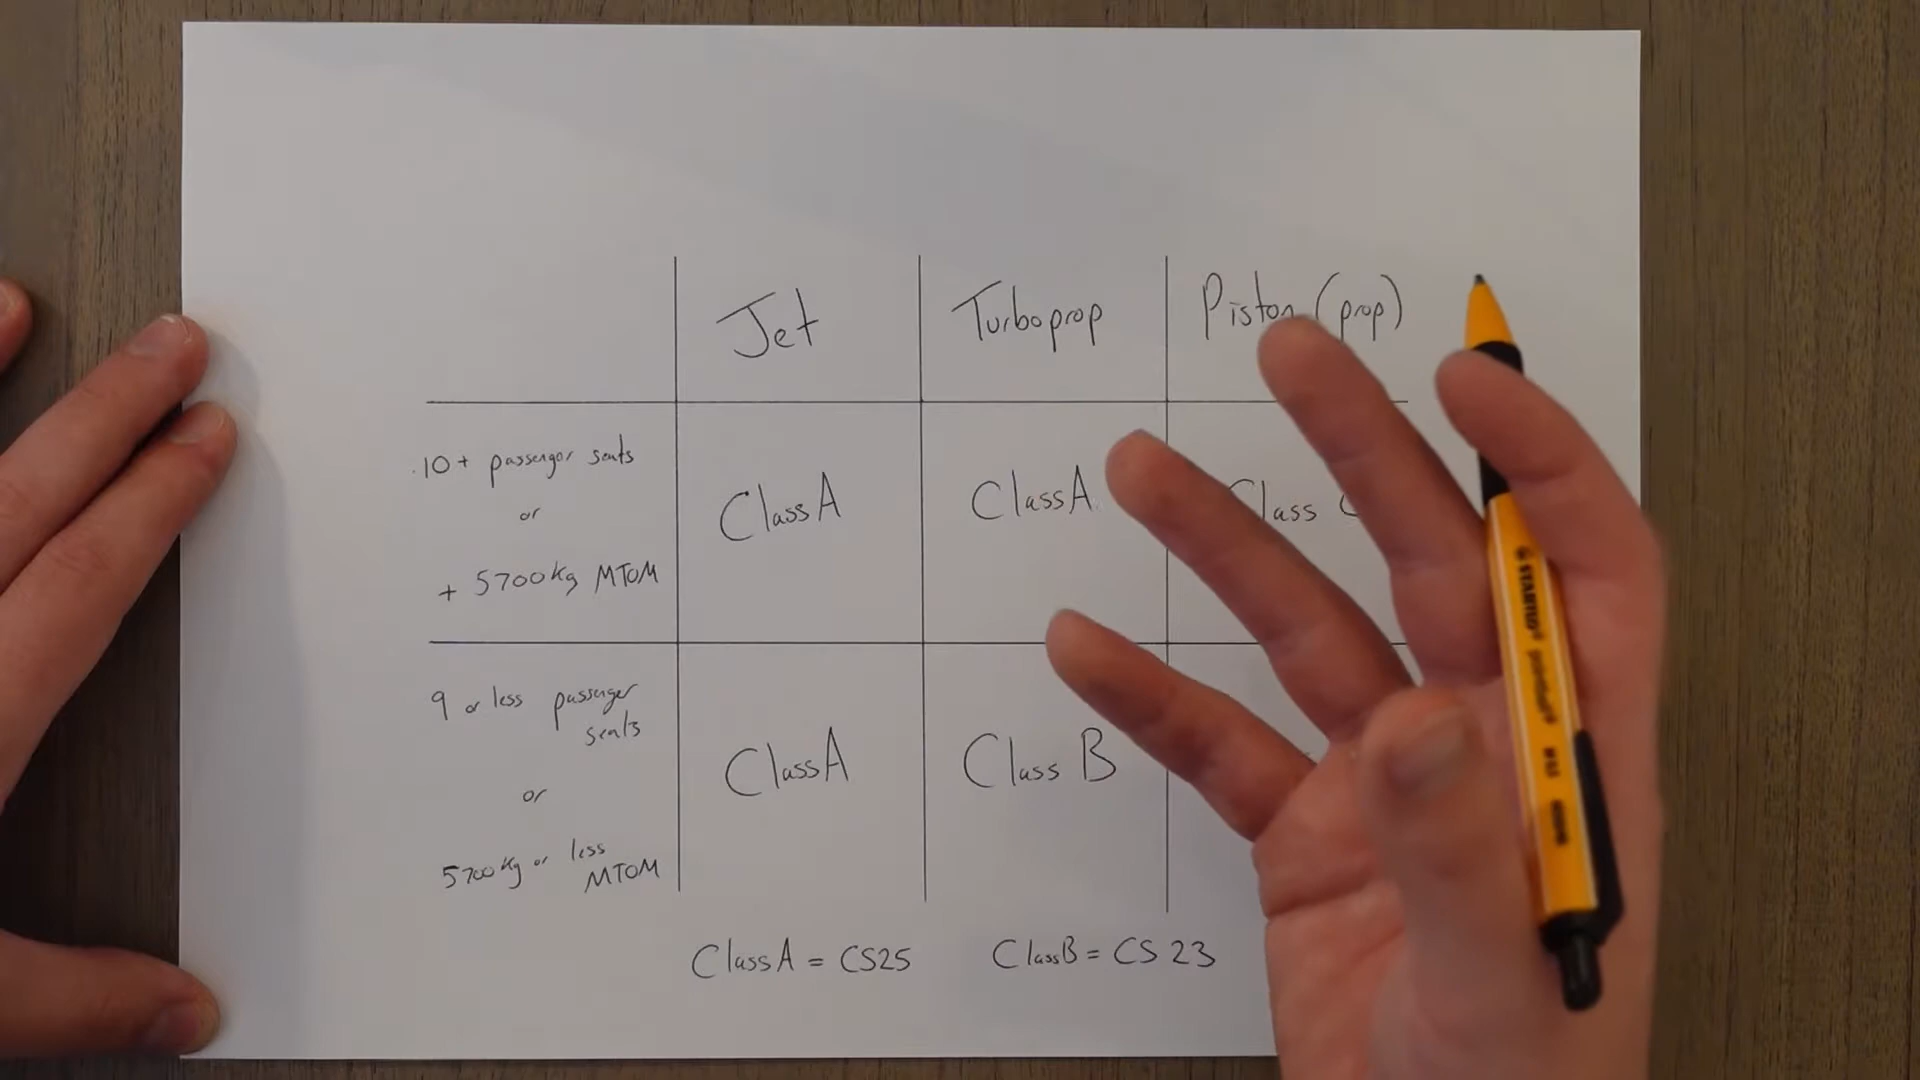 Jet
Turboprop
Piston (prop)
10+ passenger seats
or
+ 5700kg MTOM
Class A
Class A
Class
9 or less passenger
seats
or
5700kg or less
MTOM
Class A
Class B
Class A = CS25
Class B = CS 23
STABILO